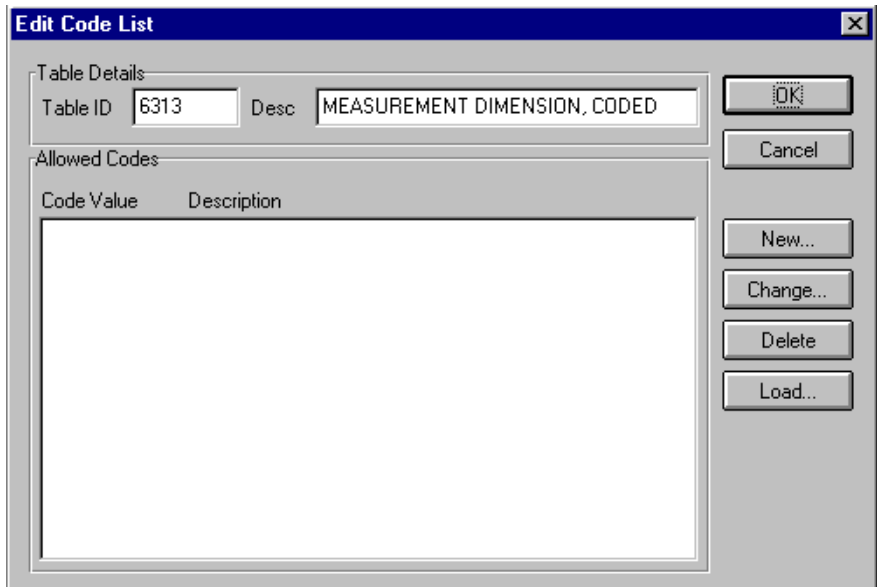 Edit Code List
Table Details
Table ID 6313 Desc MEASUREMENT DIMENSION, CODED
OK
Cancel
Allowed Codes
Code Value Description
New...
Change...
Delete
Load...